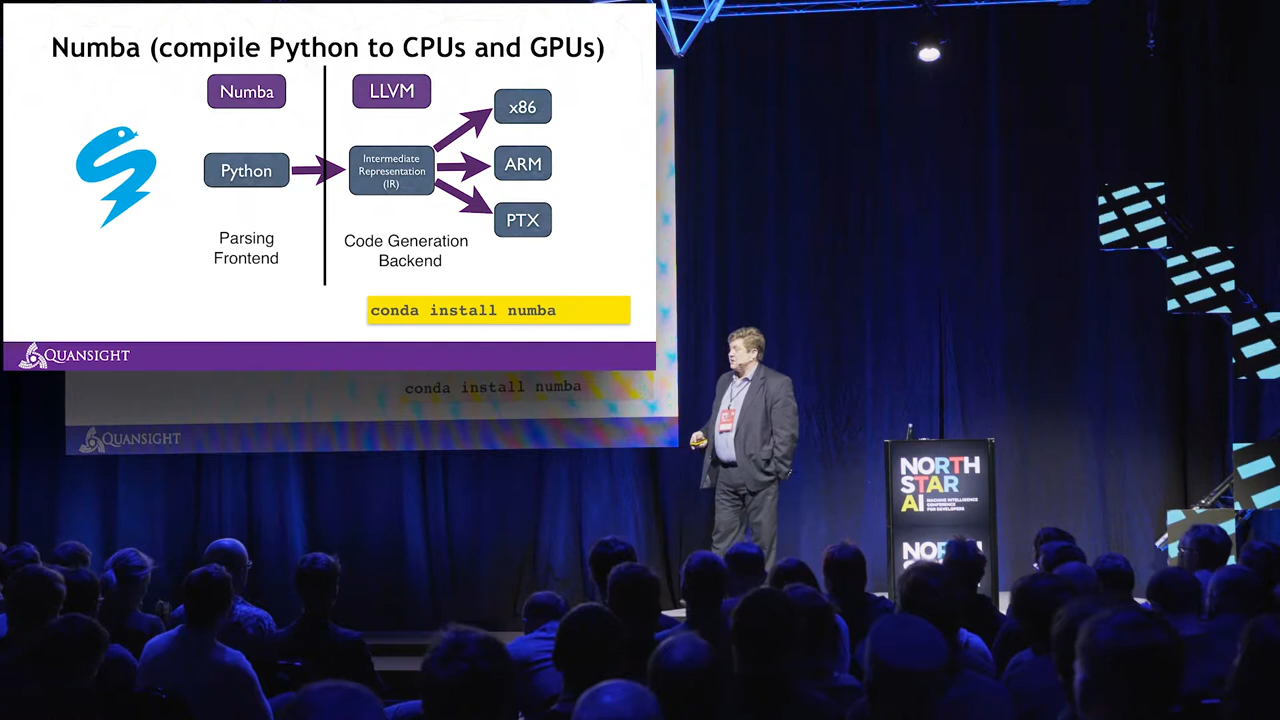 Numba (compile Python to CPUs and GPUs)
Numba
LLVM
x86
Python
Intermediate
Representation
(IR)
ARM
PTX
Parsing
Frontend
Code Generation
Backend
conda install numba
QUANSIGHT
conda install numba
QUANSIGHT
NORTH
STAR
AI
MACHINE INTELLIGENCE
CONFERENCE
FOR DEVELOPERS